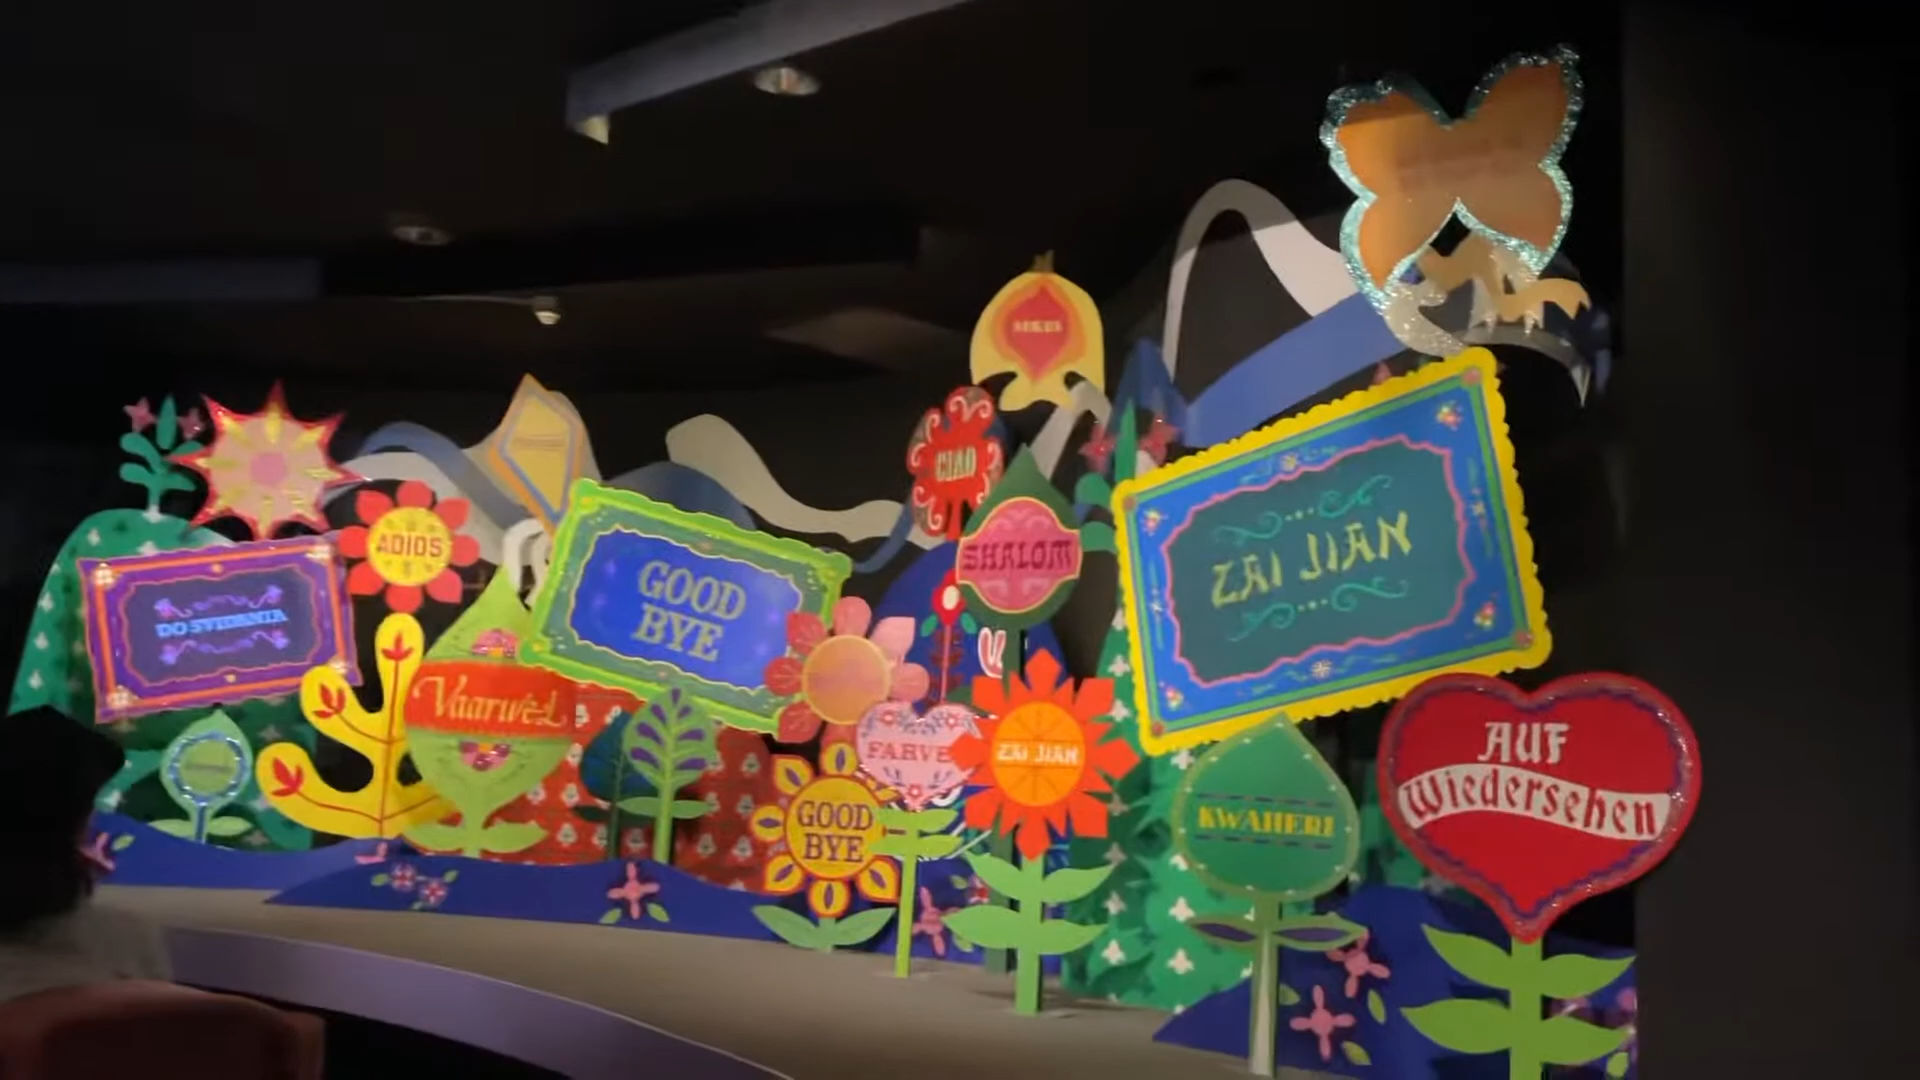 CIAO
ADIOS
SHALOM
DO SVIDANIA
GOOD
BYE
ZAI JIAN
Vaarwel
FARVE
ZAI JIAN
GOOD
BYE
KWAHERI
AUF
Wiedersehen